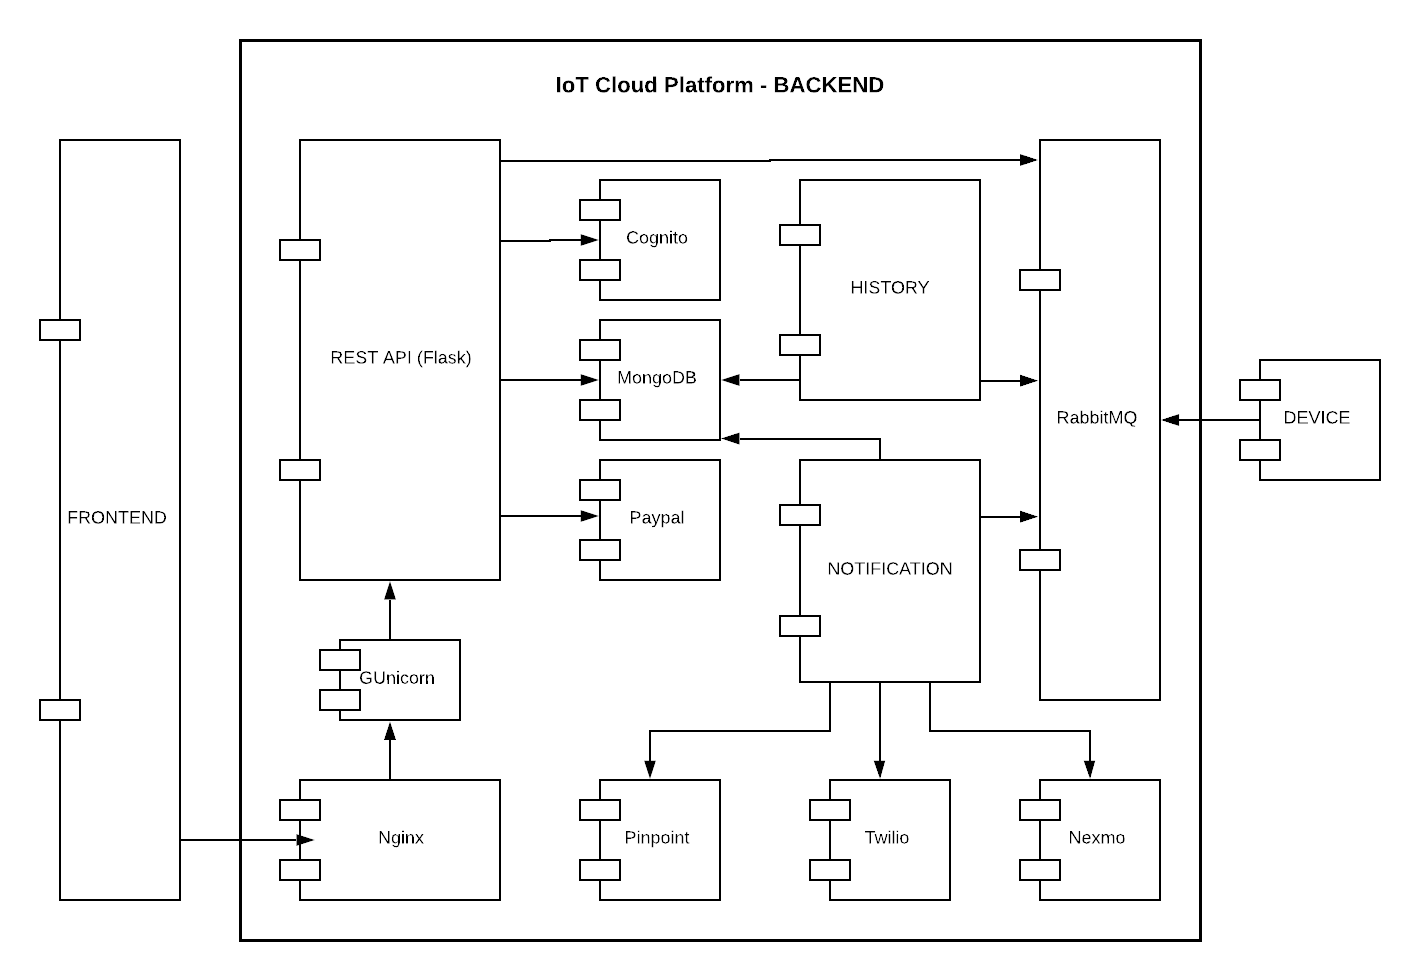 IoT Cloud Platform - BACKEND
Cognito
HISTORY
REST API (Flask)
MongoDB
RabbitMQ
DEVICE
FRONTEND
Paypal
NOTIFICATION
GUnicorn
Nginx
Pinpoint
Twilio
Nexmo